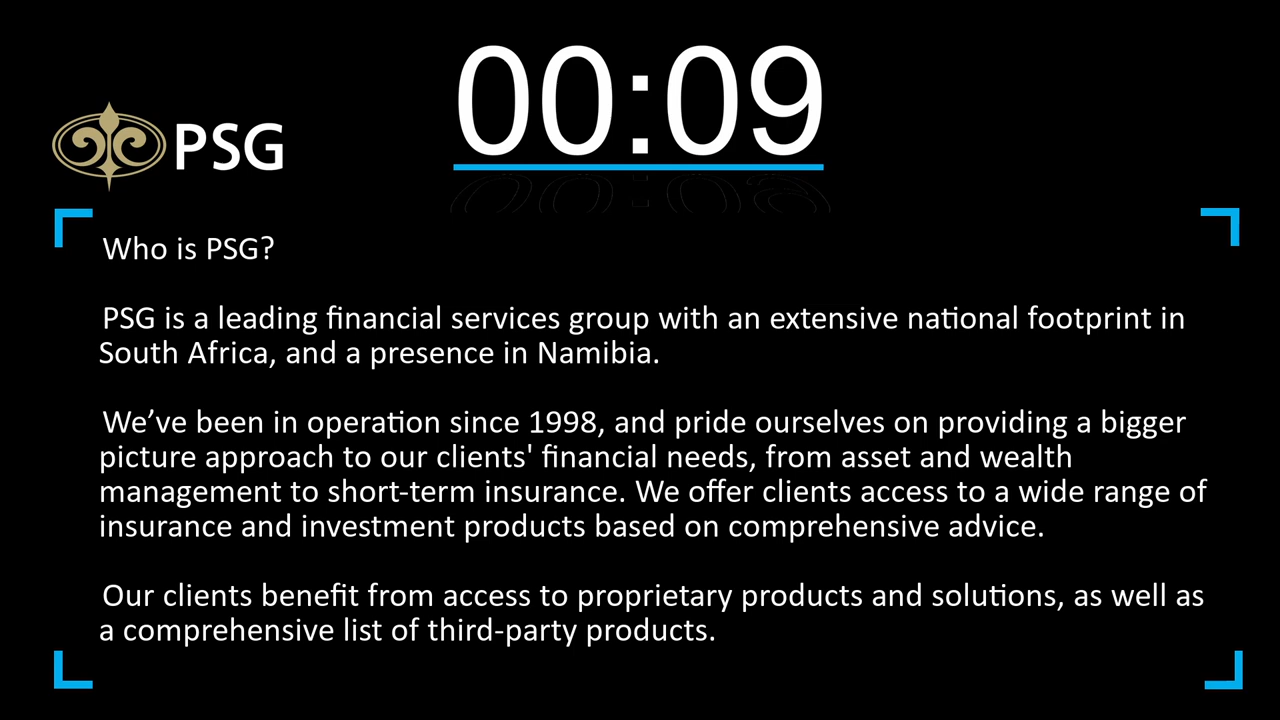 00:09
PSG
Who is PSG?
PSG is a leading financial services group with an extensive national footprint in
South Africa, and a presence in Namibia.
We’ve been in operation since 1998, and pride ourselves on providing a bigger
picture approach to our clients' financial needs, from asset and wealth
management to short-term insurance. We offer clients access to a wide range of
insurance and investment products based on comprehensive advice.
Our clients benefit from access to proprietary products and solutions, as well as
a comprehensive list of third-party products.